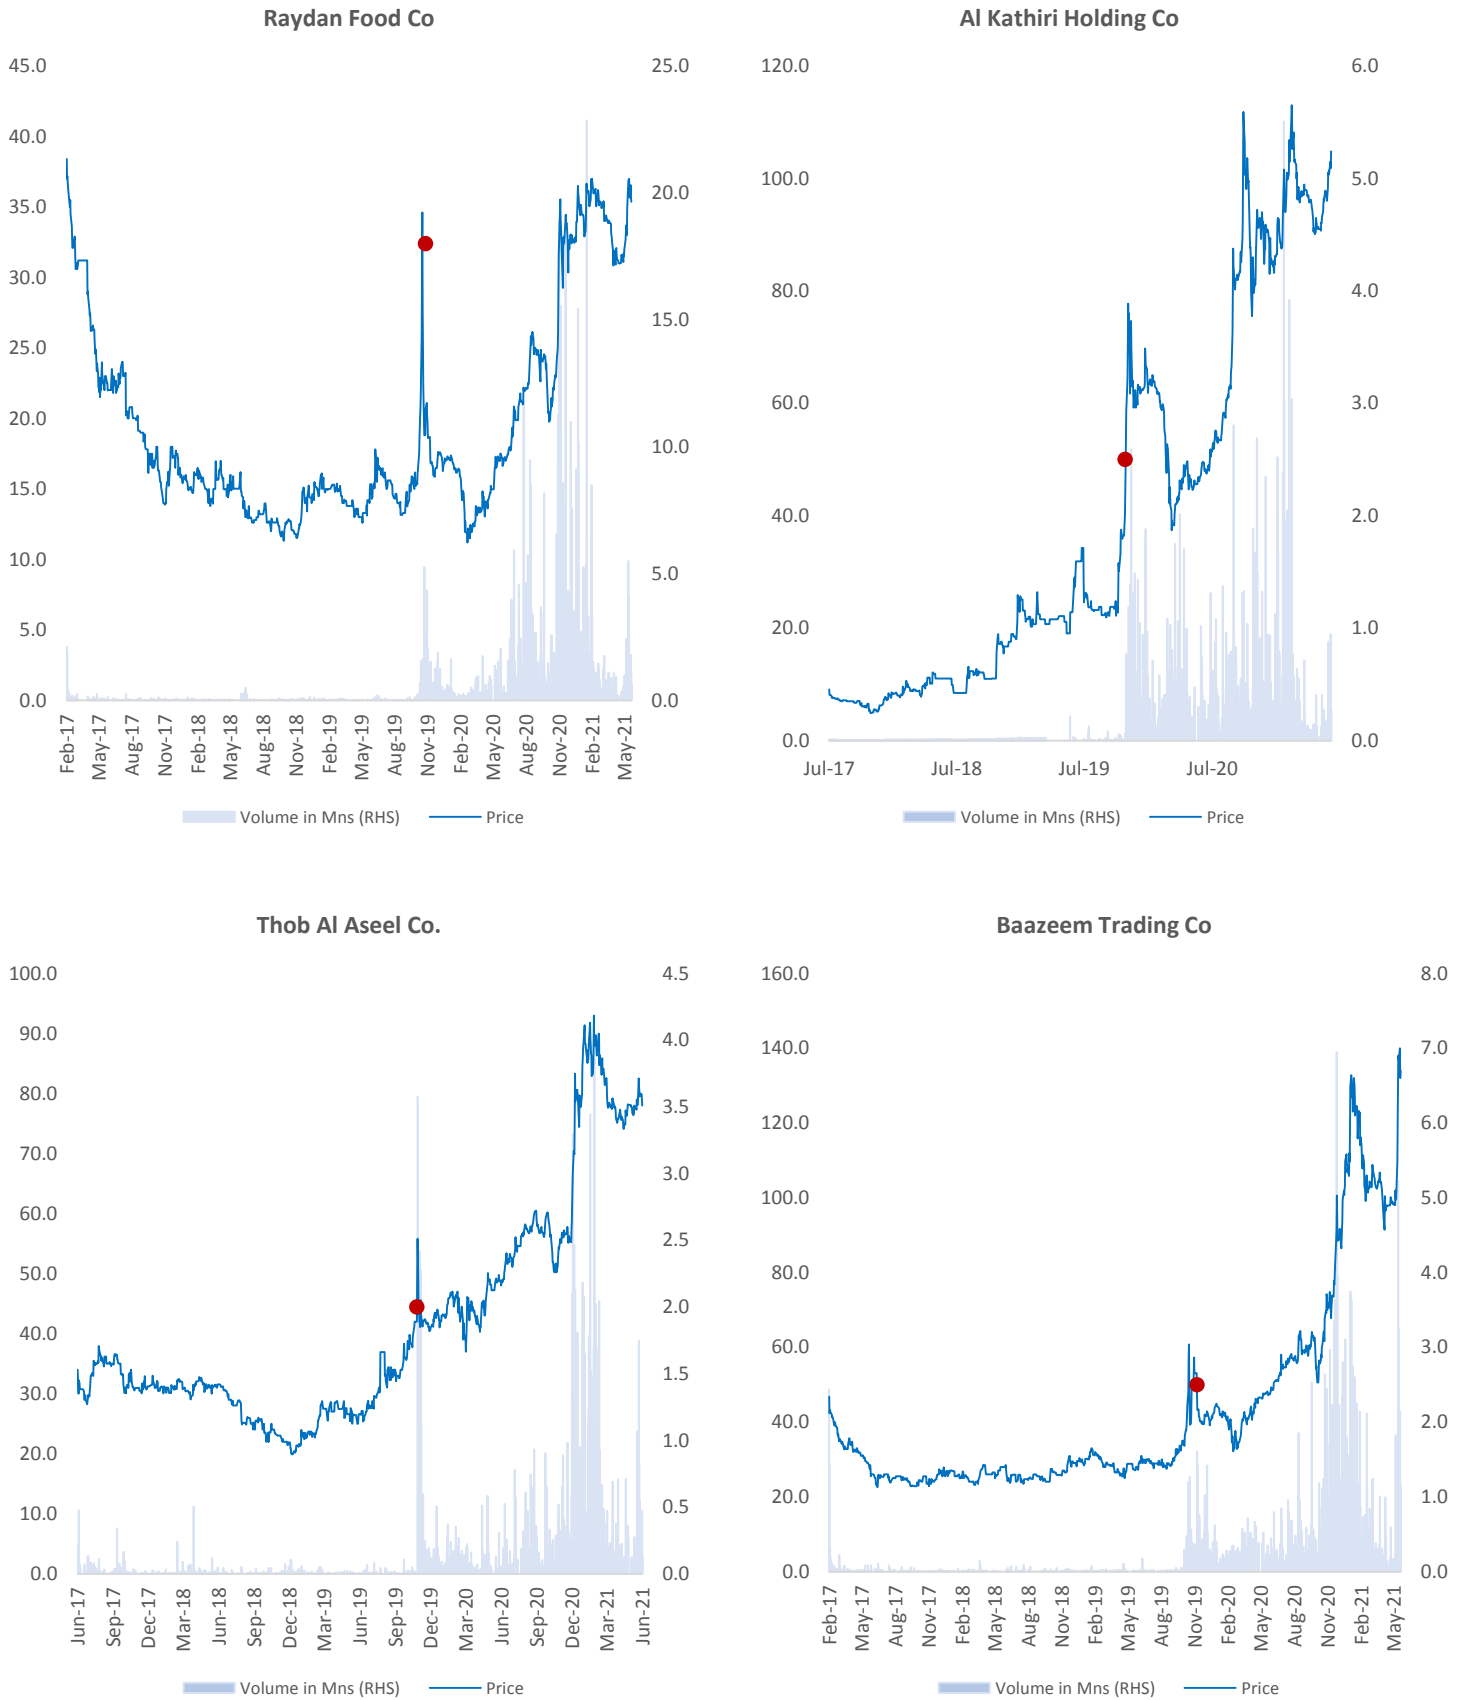 Raydan Food Co
45.0
40.0
35.0
30.0
25.0
20.0
15.0
10.0
5.0
0.0
25.0
20.0
15.0
10.0
5.0
0.0
Feb-17
May-17
Aug-17
Nov-17
Feb-18
May-18
Aug-18
Nov-18
Feb-19
May-19
Aug-19
Nov-19
Feb-20
May-20
Aug-20
Nov-20
Feb-21
May-21
Volume in Mns (RHS) Price
Al Kathiri Holding Co
120.0
100.0
80.0
60.0
40.0
20.0
0.0
6.0
5.0
4.0
3.0
2.0
1.0
0.0
Jul-17 Jul-18 Jul-19 Jul-20
Volume in Mns (RHS) Price
Thob Al Aseel Co.
100.0
90.0
80.0
70.0
60.0
50.0
40.0
30.0
20.0
10.0
0.0
4.5
4.0
3.5
3.0
2.5
2.0
1.5
1.0
0.5
0.0
Jun-17
Sep-17
Dec-17
Mar-18
Jun-18
Sep-18
Dec-18
Mar-19
Jun-19
Sep-19
Dec-19
Mar-20
Jun-20
Sep-20
Dec-20
Mar-21
Jun-21
Volume in Mns (RHS) Price
Baazeem Trading Co
160.0
140.0
120.0
100.0
80.0
60.0
40.0
20.0
0.0
8.0
7.0
6.0
5.0
4.0
3.0
2.0
1.0
0.0
Feb-17
May-17
Aug-17
Nov-17
Feb-18
May-18
Aug-18
Nov-18
Feb-19
May-19
Aug-19
Nov-19
Feb-20
May-20
Aug-20
Nov-20
Feb-21
May-21
Volume in Mns (RHS) Price